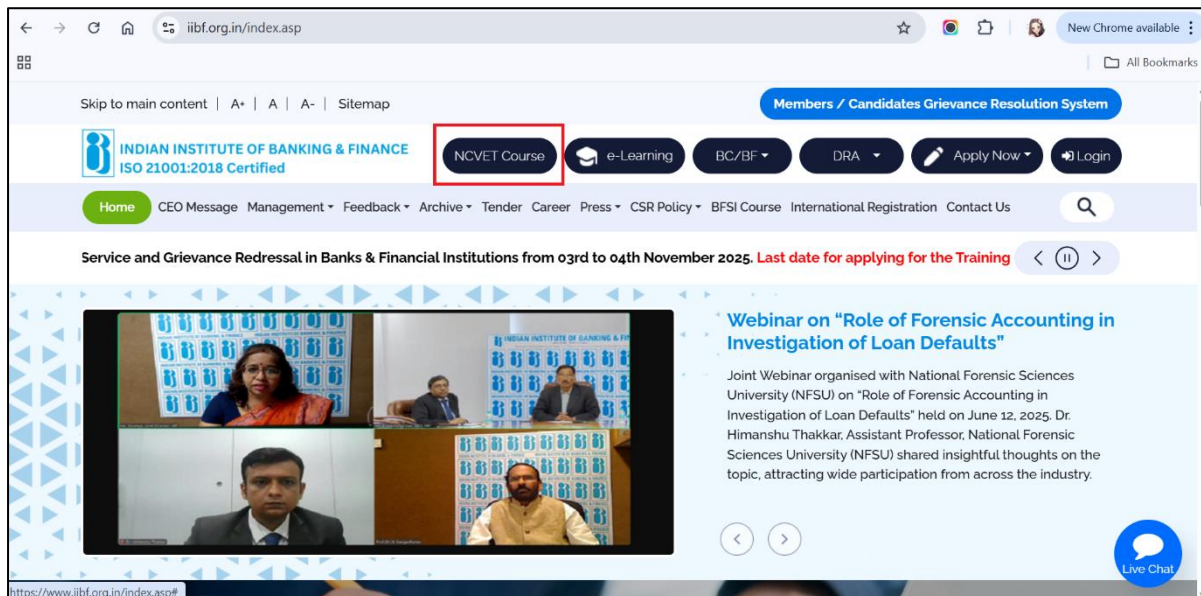 iibf.org.in/index.asp
New Chrome available
All Bookmarks
Skip to main content | A+ | A | A- | Sitemap
Members / Candidates Grievance Resolution System
INDIAN INSTITUTE OF BANKING & FINANCE
ISO 21001:2018 Certified
NCVET Course
e-Learning
BC/BF
DRA
Apply Now
Login
Home CEO Message Management Feedback Archive Tender Career Press CSR Policy BFSI Course International Registration Contact Us
Service and Grievance Redressal in Banks & Financial Institutions from 03rd to 04th November 2025. Last date for applying for the Training
Webinar on “Role of Forensic Accounting in
Investigation of Loan Defaults”
Joint Webinar organised with National Forensic Sciences
University (NFSU) on “Role of Forensic Accounting in
Investigation of Loan Defaults” held on June 12, 2025. Dr.
Himanshu Thakkar, Assistant Professor, National Forensic
Sciences University (NFSU) shared insightful thoughts on the
topic, attracting wide participation from across the industry.
INDIAN INSTITUTE OF BANKING & FIN
Live Chat
https://www.iibf.org.in/index.asp#